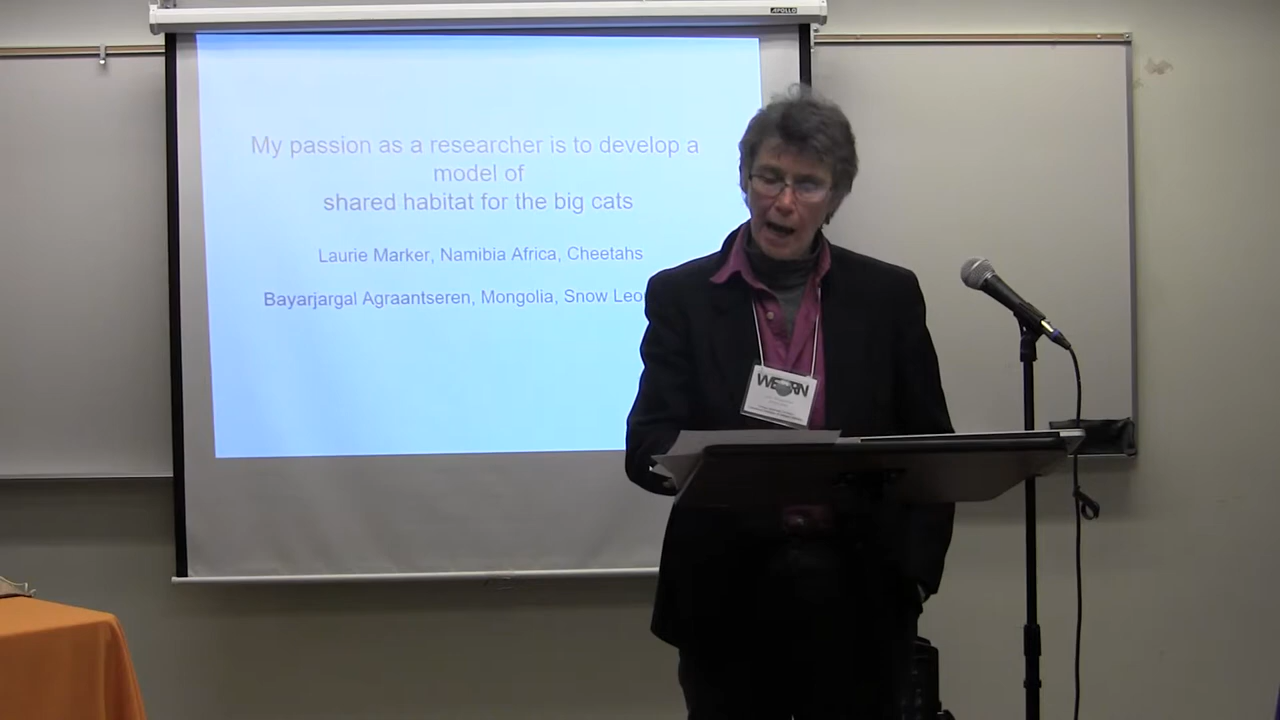 APOLLO
My passion as a researcher is to develop a
model of
shared habitat for the big cats
Laurie Marker, Namibia Africa, Cheetahs
Bayarjargal Agraantseren, Mongolia, Snow Leo